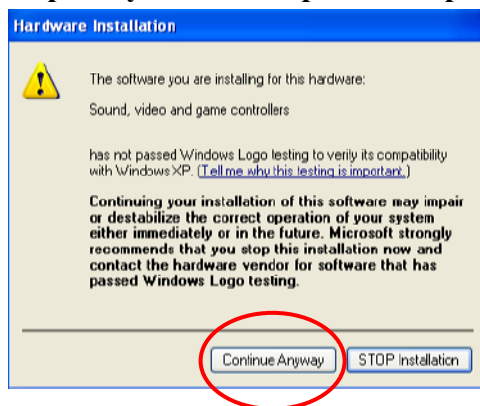 Hardware Installation
The software you are installing for this hardware:
Sound, video and game controllers
has not passed Windows Logo testing to verify its compatibility
with Windows XP. (Tell me why this testing is important.)
Continuing your installation of this software may impair
or destabilize the correct operation of your system
either immediately or in the future. Microsoft strongly
recommends that you stop this installation now and
contact the hardware vendor for software that has
passed Windows Logo testing.
Continue Anyway STOP Installation